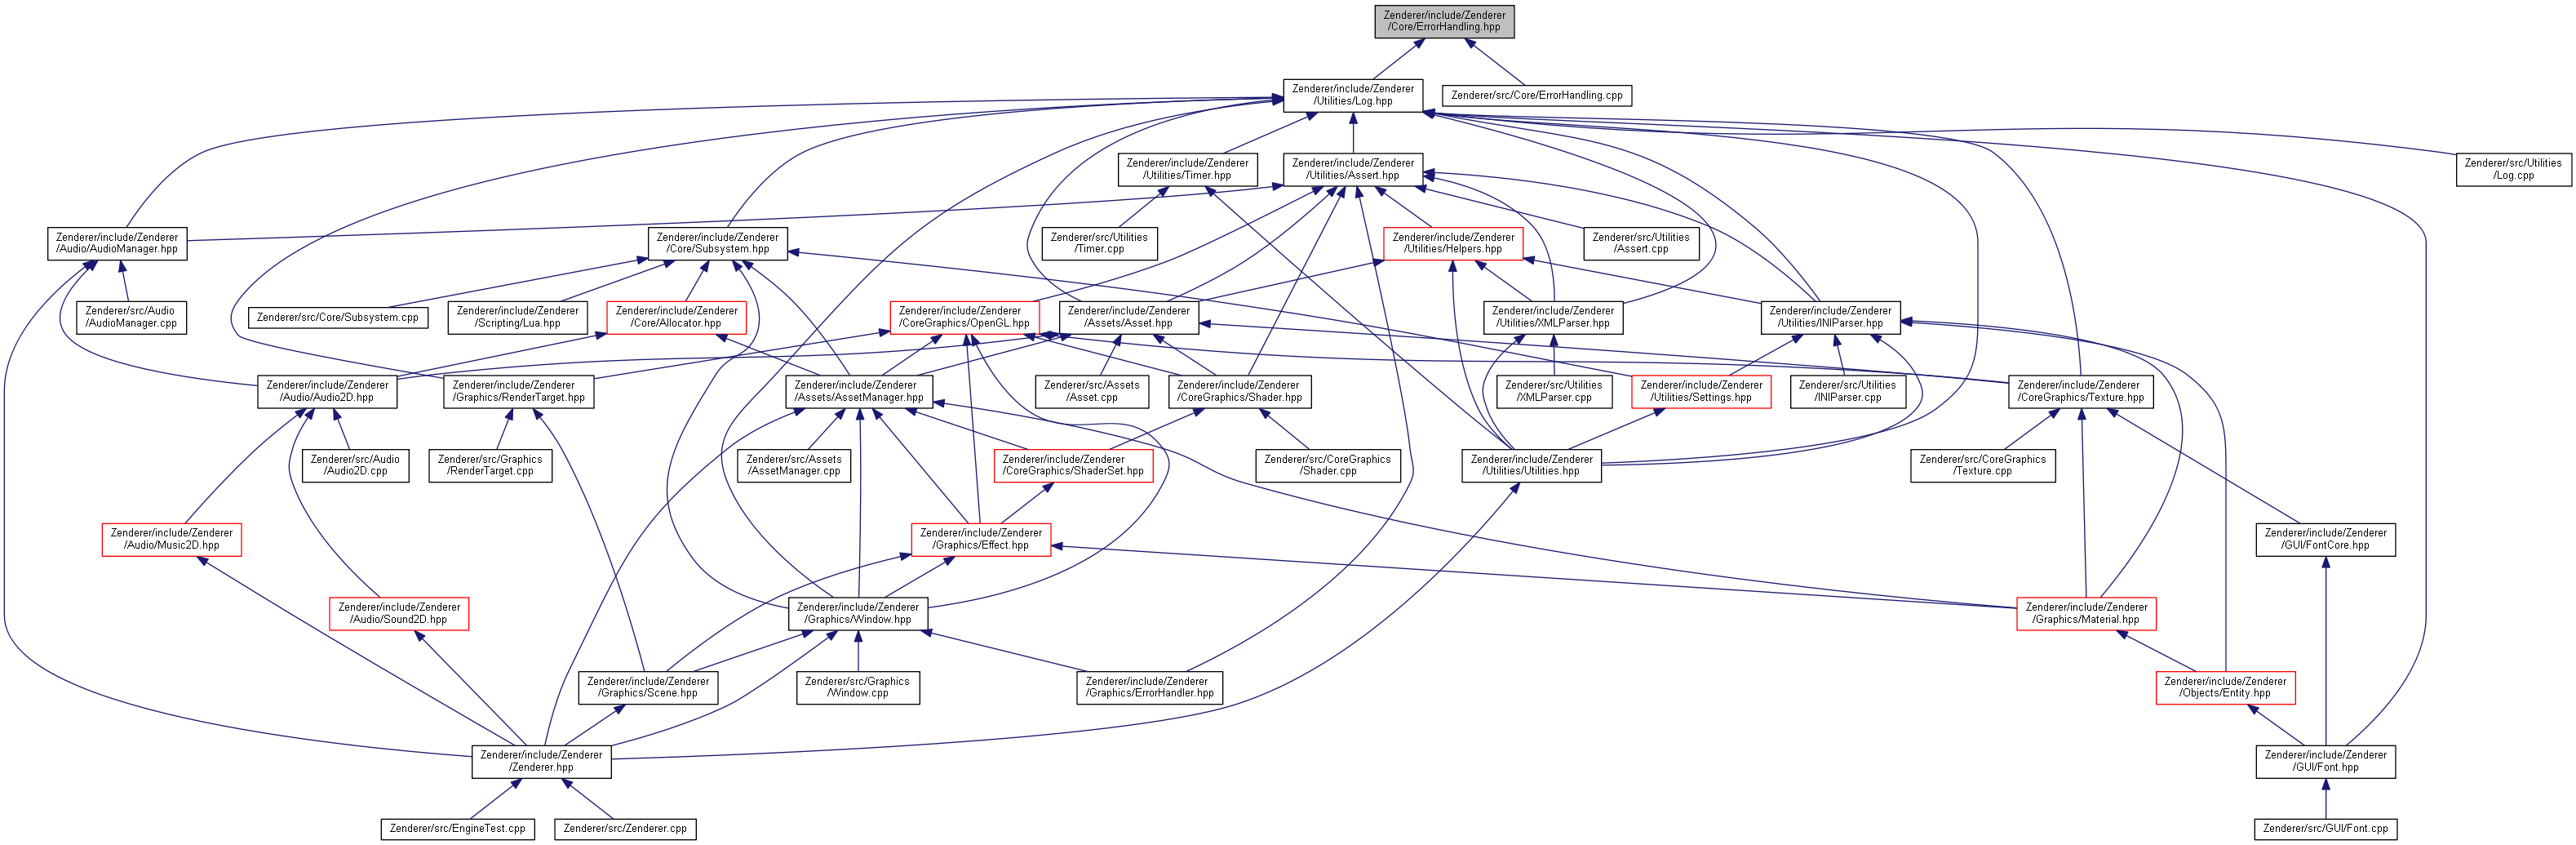 Zenderer/include/Zenderer
/Core/ErrorHandling.hpp
Zenderer/include/Zenderer
/Utilities/Log.hpp
Zenderer/src/Core/ErrorHandling.cpp
Zenderer/include/Zenderer
/Utilities/Timer.hpp
Zenderer/include/Zenderer
/Utilities/Assert.hpp
Zenderer/src/Utilities
/Log.cpp
Zenderer/include/Zenderer
/Audio/AudioManager.hpp
Zenderer/include/Zenderer
/Core/Subsystem.hpp
Zenderer/src/Utilities
/Timer.cpp
Zenderer/include/Zenderer
/Utilities/Helpers.hpp
Zenderer/src/Utilities
/Assert.cpp
Zenderer/src/Audio
/AudioManager.cpp
Zenderer/src/Core/Subsystem.cpp
Zenderer/include/Zenderer
/Scripting/Lua.hpp
Zenderer/include/Zenderer
/Core/Allocator.hpp
Zenderer/include/Zenderer
/CoreGraphics/OpenGL.hpp
Zenderer/include/Zenderer
/Assets/Asset.hpp
Zenderer/include/Zenderer
/Utilities/XMLParser.hpp
Zenderer/include/Zenderer
/Utilities/INIParser.hpp
Zenderer/include/Zenderer
/Audio/Audio2D.hpp
Zenderer/include/Zenderer
/Graphics/RenderTarget.hpp
Zenderer/include/Zenderer
/Assets/AssetManager.hpp
Zenderer/src/Assets
/Asset.cpp
Zenderer/include/Zenderer
/CoreGraphics/Shader.hpp
Zenderer/src/Utilities
/XMLParser.cpp
Zenderer/include/Zenderer
/Utilities/Settings.hpp
Zenderer/src/Utilities
/INIParser.cpp
Zenderer/include/Zenderer
/CoreGraphics/Texture.hpp
Zenderer/src/Audio
/Audio2D.cpp
Zenderer/src/Graphics
/RenderTarget.cpp
Zenderer/src/Assets
/AssetManager.cpp
Zenderer/include/Zenderer
/CoreGraphics/ShaderSet.hpp
Zenderer/src/CoreGraphics
/Shader.cpp
Zenderer/include/Zenderer
/Utilities/Utilities.hpp
Zenderer/src/CoreGraphics
/Texture.cpp
Zenderer/include/Zenderer
/Audio/Music2D.hpp
Zenderer/include/Zenderer
/Graphics/Effect.hpp
Zenderer/include/Zenderer
/GUI/FontCore.hpp
Zenderer/include/Zenderer
/Audio/Sound2D.hpp
Zenderer/include/Zenderer
/Graphics/Window.hpp
Zenderer/include/Zenderer
/Graphics/Material.hpp
Zenderer/include/Zenderer
/Graphics/Scene.hpp
Zenderer/src/Graphics
/Window.cpp
Zenderer/include/Zenderer
/Graphics/ErrorHandler.hpp
Zenderer/include/Zenderer
/Objects/Entity.hpp
Zenderer/include/Zenderer
/Zenderer.hpp
Zenderer/include/Zenderer
/GUI/Font.hpp
Zenderer/src/EngineTest.cpp
Zenderer/src/Zenderer.cpp
Zenderer/src/GUI/Font.cpp